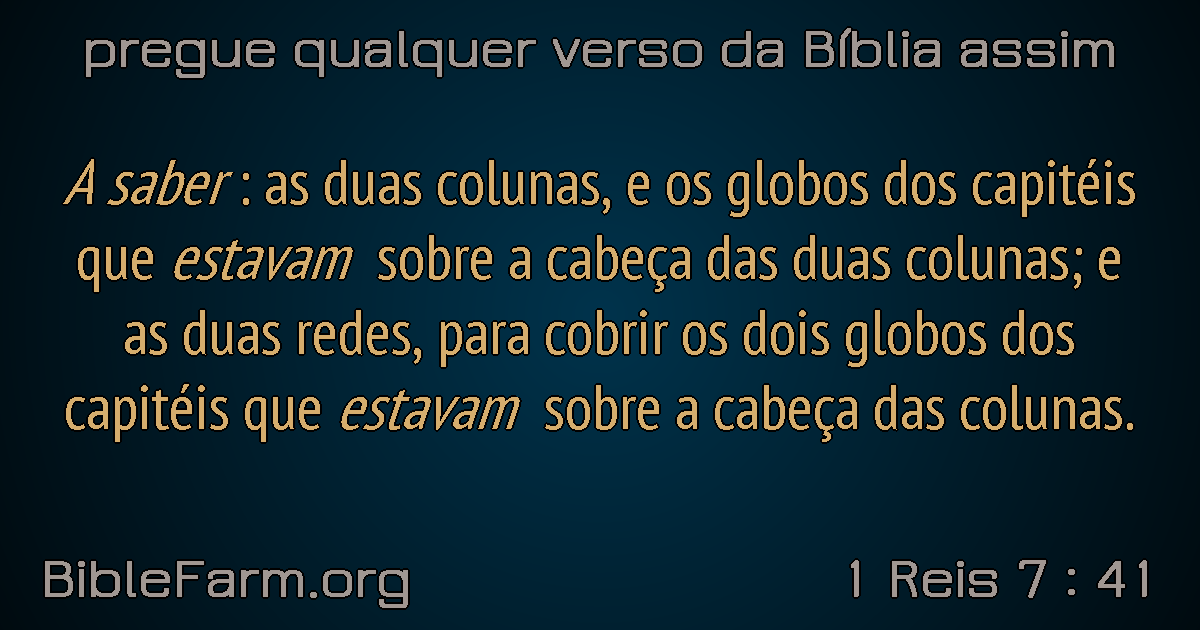 pregue qualquer verso da Bíblia assim
A saber : as duas colunas, e os globos dos capitéis
que estavam sobre a cabeça das duas colunas; e
as duas redes, para cobrir os dois globos dos
capitéis que estavam sobre a cabeça das colunas.
BibleFarm.org
1 Reis 7 : 41